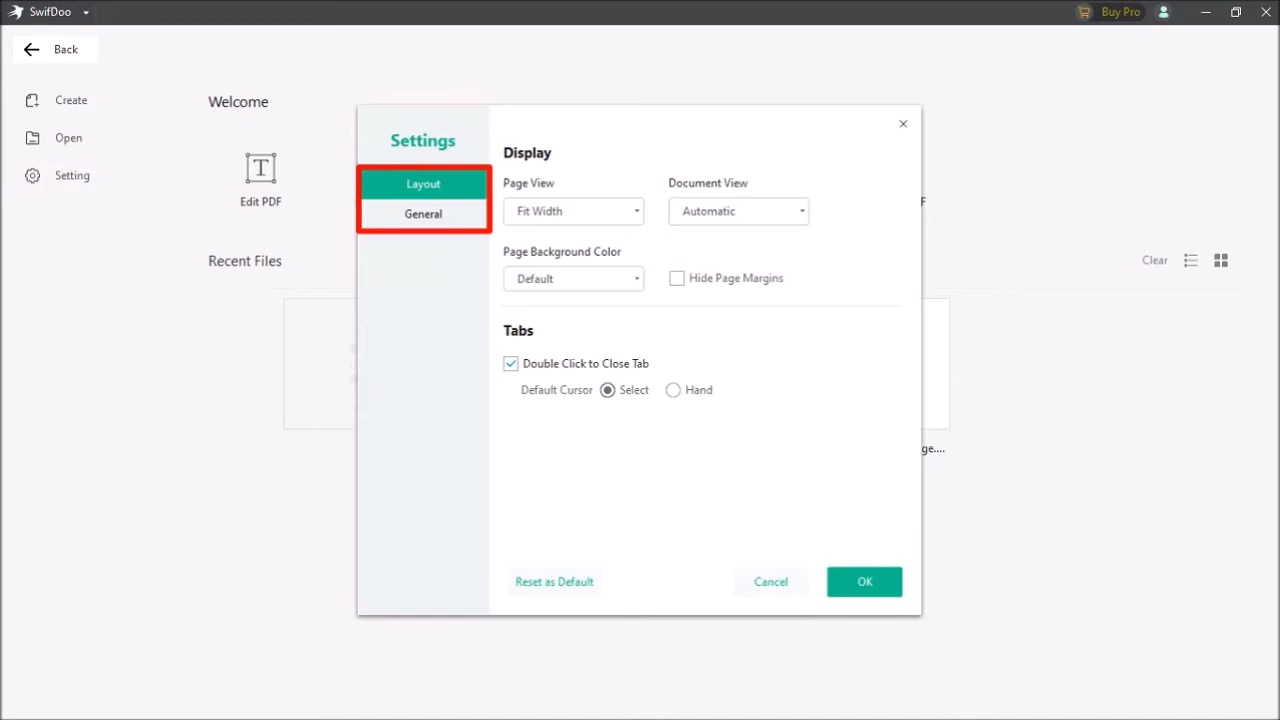 SwifDoo
Buy Pro
Back
Create
Open
Setting
Welcome
Edit PDF
Recent Files
Clear
Settings
Layout
General
Display
Page View
Document View
Fit Width
Automatic
Page Background Color
Default
Hide Page Margins
Tabs
Double Click to Close Tab
Default Cursor Select Hand
ge....
Reset as Default
Cancel
OK